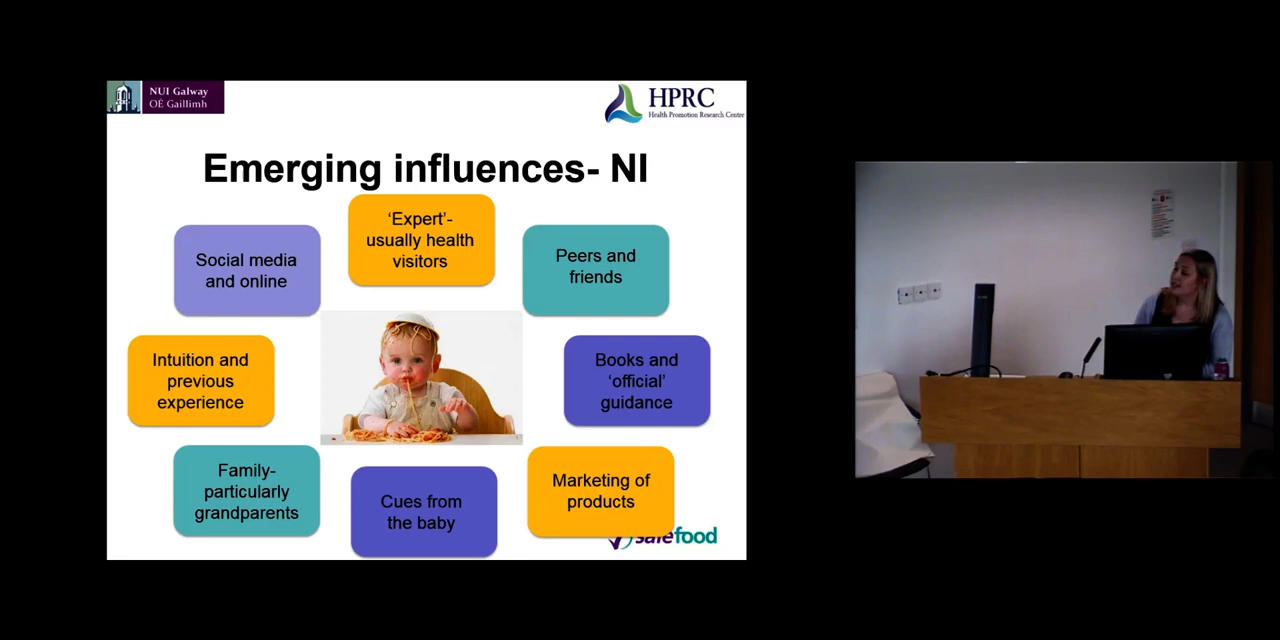 NUI Galway
OÉ Gaillimh
HPRC
Health Promotion Research Centre
Emerging influences- NI
‘Expert’-
usually health
visitors
Social media
and online
Peers and
friends
Intuition and
previous
experience
Books and
‘official’
guidance
Family-
particularly
grandparents
Cues from
the baby
Marketing of
products
safefood